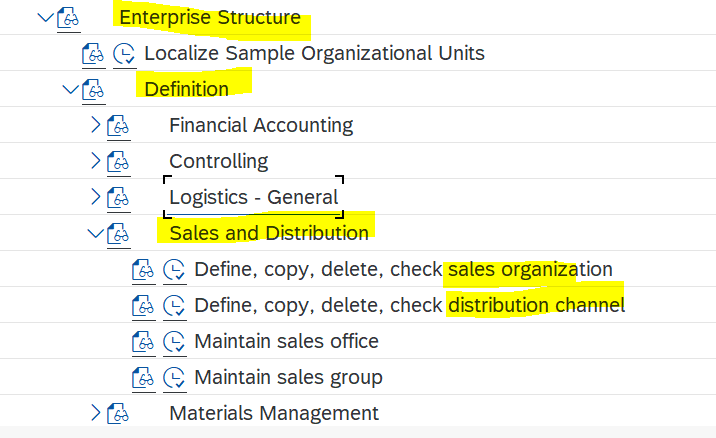 Enterprise Structure
Localize Sample Organizational Units
Definition
Financial Accounting
Controlling
Logistics - General
Sales and Distribution
Define, copy, delete, check sales organization
Define, copy, delete, check distribution channel
Maintain sales office
Maintain sales group
Materials Management